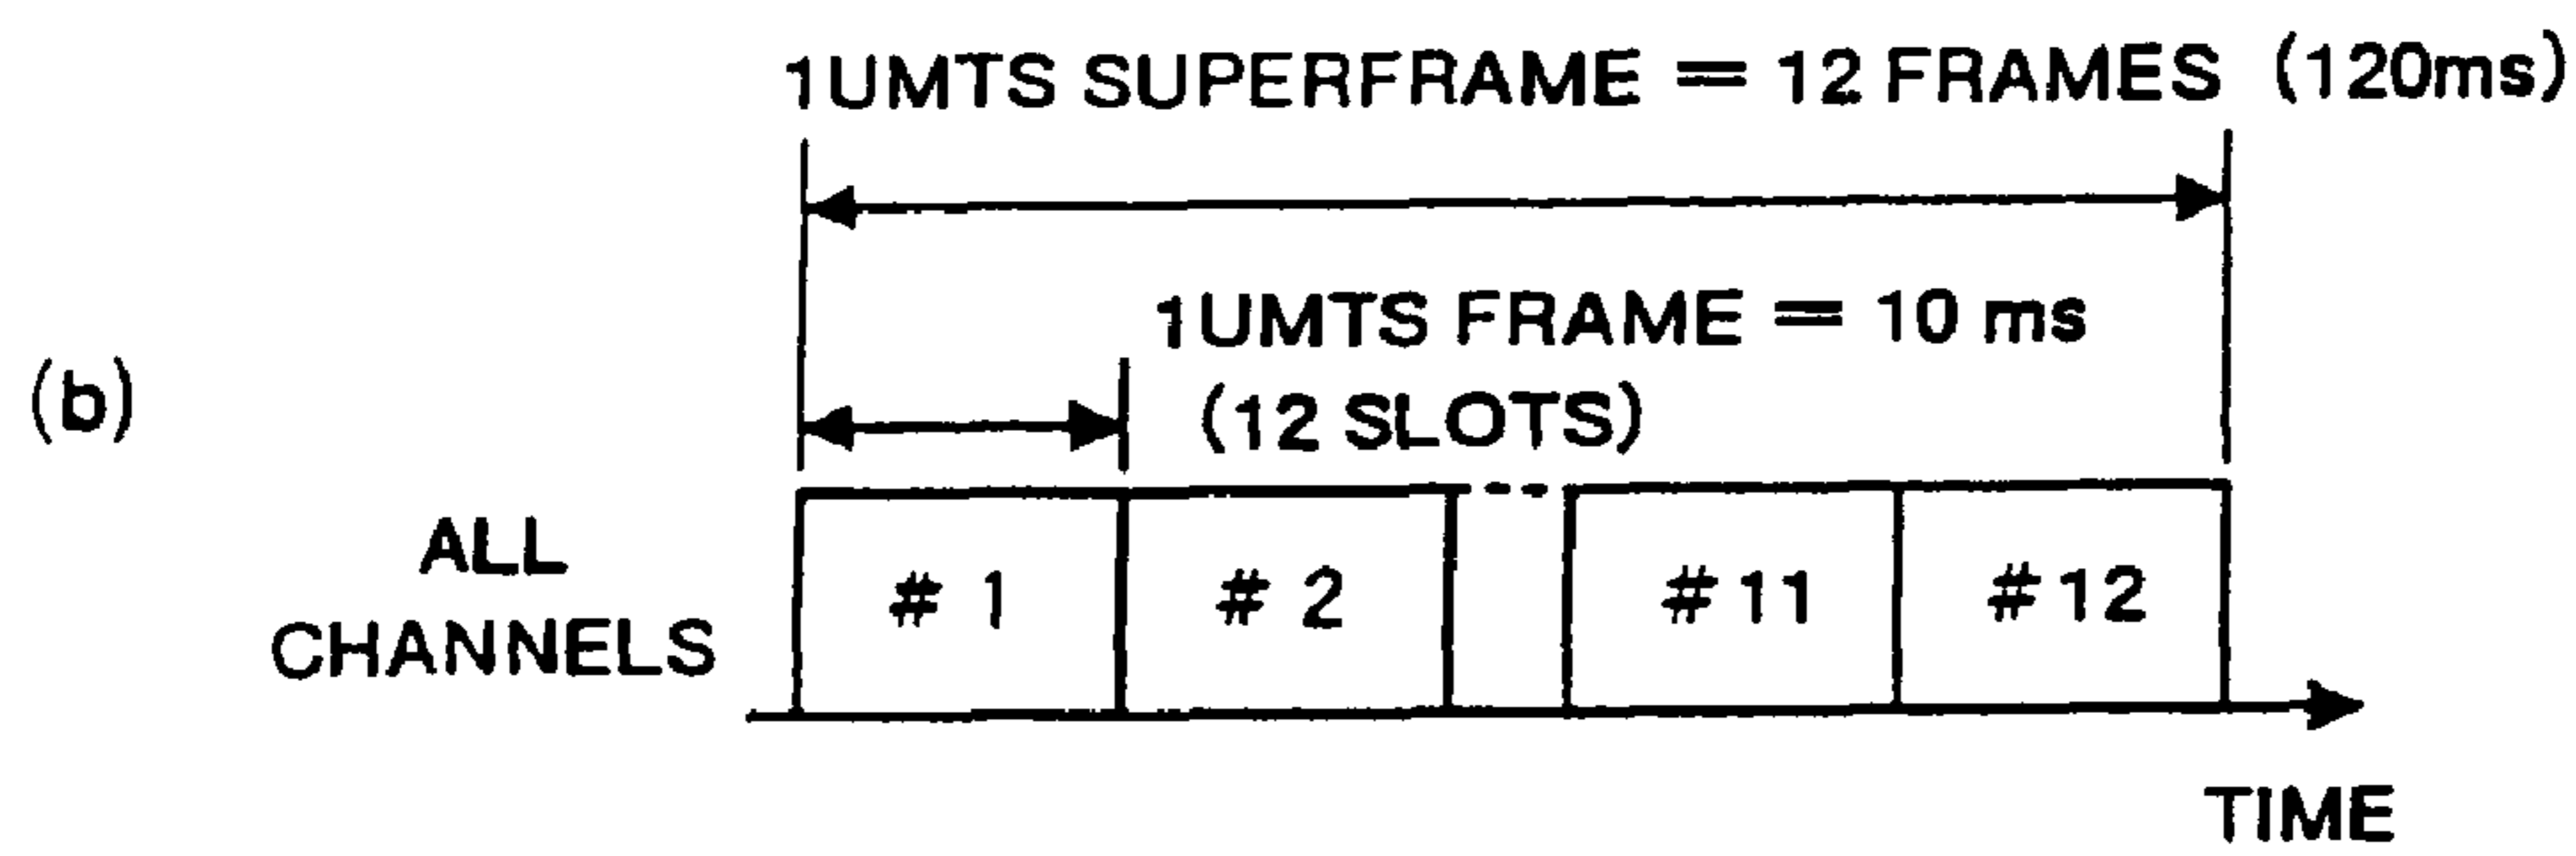 1UMTS SUPERFRAME = 12 FRAMES (120ms)
1UMTS FRAME = 10 ms
(12 SLOTS)
(b)
ALL
CHANNELS
# 1 # 2 # 11 # 12
TIME